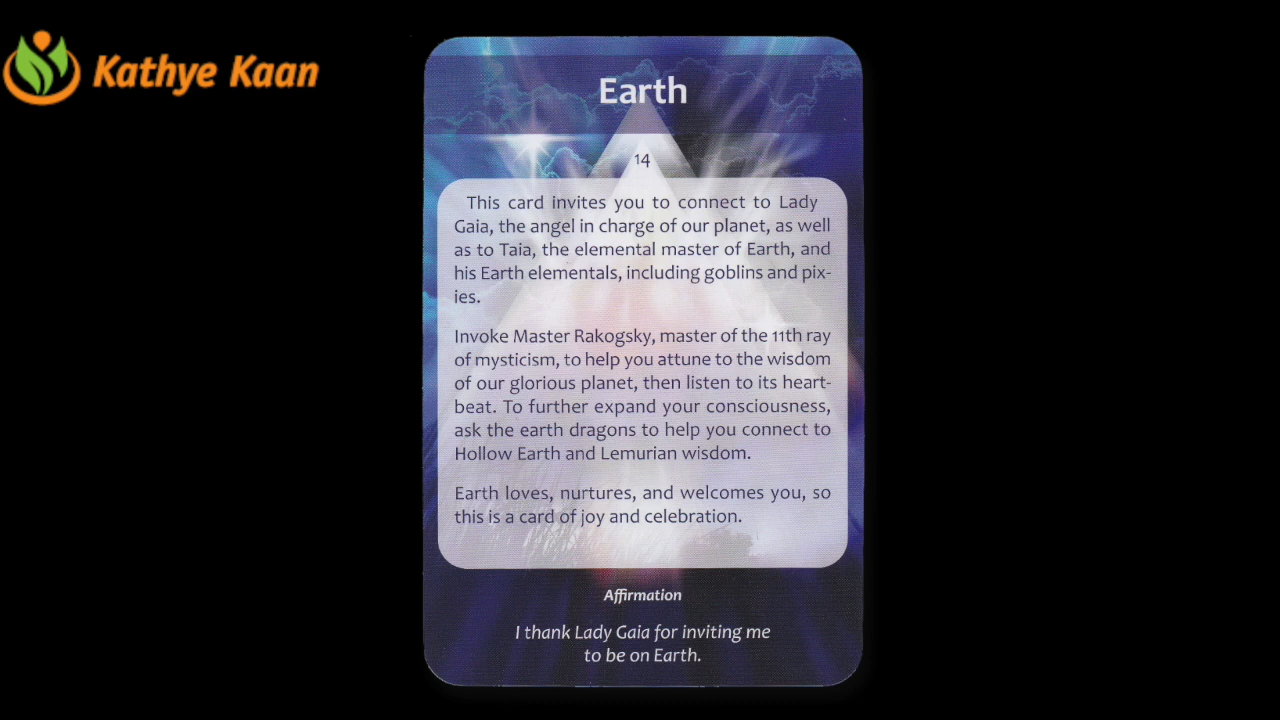 Kathye Kaan
Earth
14
This card invites you to connect to Lady
Gaia, the angel in charge of our planet, as well
as to Taia, the elemental master of Earth, and
his Earth elementals, including goblins and pix-
ies.
Invoke Master Rakogsky, master of the 11th ray
of mysticism, to help you attune to the wisdom
of our glorious planet, then listen to its heart-
beat. To further expand your consciousness,
ask the earth dragons to help you connect to
Hollow Earth and Lemurian wisdom.
Earth loves, nurtures, and welcomes you, so
this is a card of joy and celebration.
Affirmation
I thank Lady Gaia for inviting me
to be on Earth.